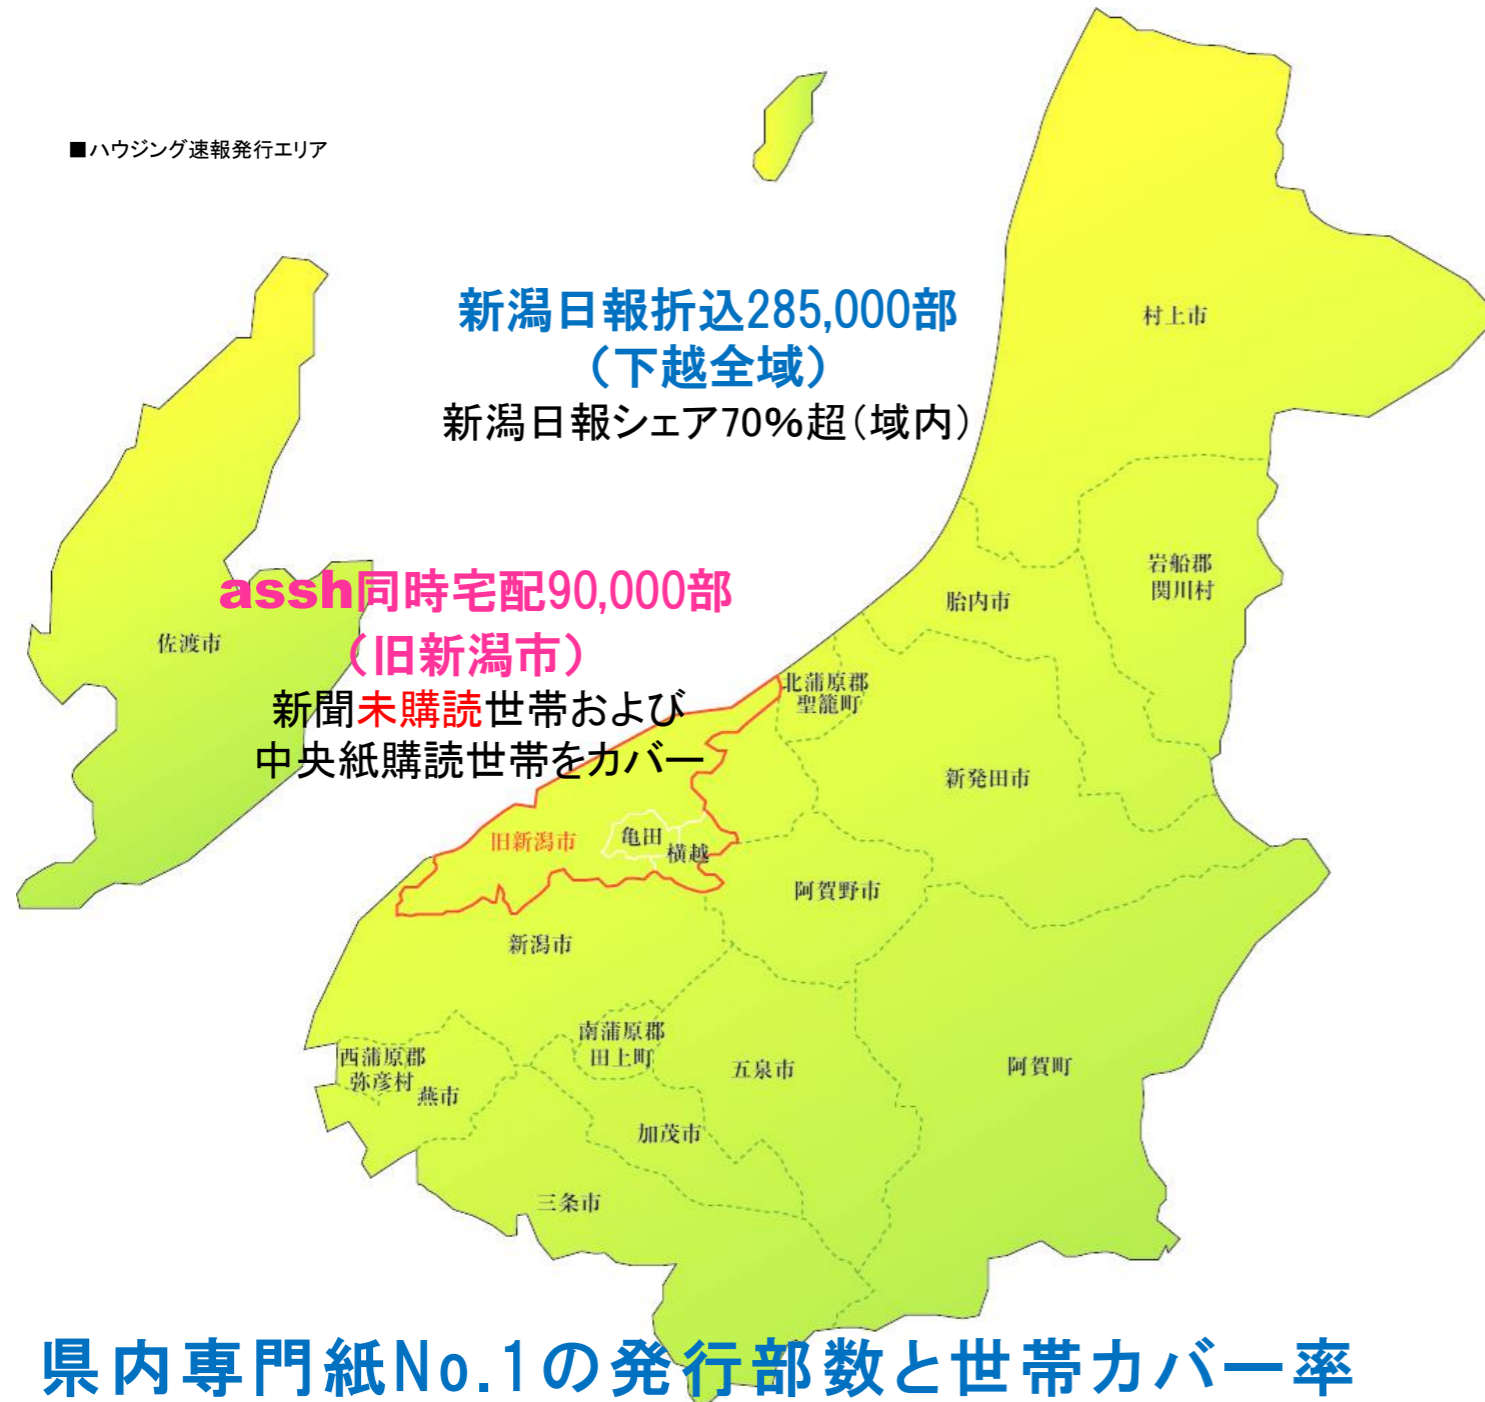 ■ハウジング速報発行エリア
新潟日報折込285,000部
（下越全域）
新潟日報シェア70%超（域内）
assh同時宅配90,000部
（旧新潟市）
新聞未購読世帯および
中央紙購読世帯をカバー
村上市
岩船郡
関川村
胎内市
佐渡市
北蒲原郡
聖籠町
新発田市
旧新潟市
亀田
横越
阿賀野市
新潟市
南蒲原郡
田上町
西蒲原郡
弥彦村
燕市
五泉市
阿賀町
加茂市
三条市
県内専門紙No.1の発行部数と世帯カバー率